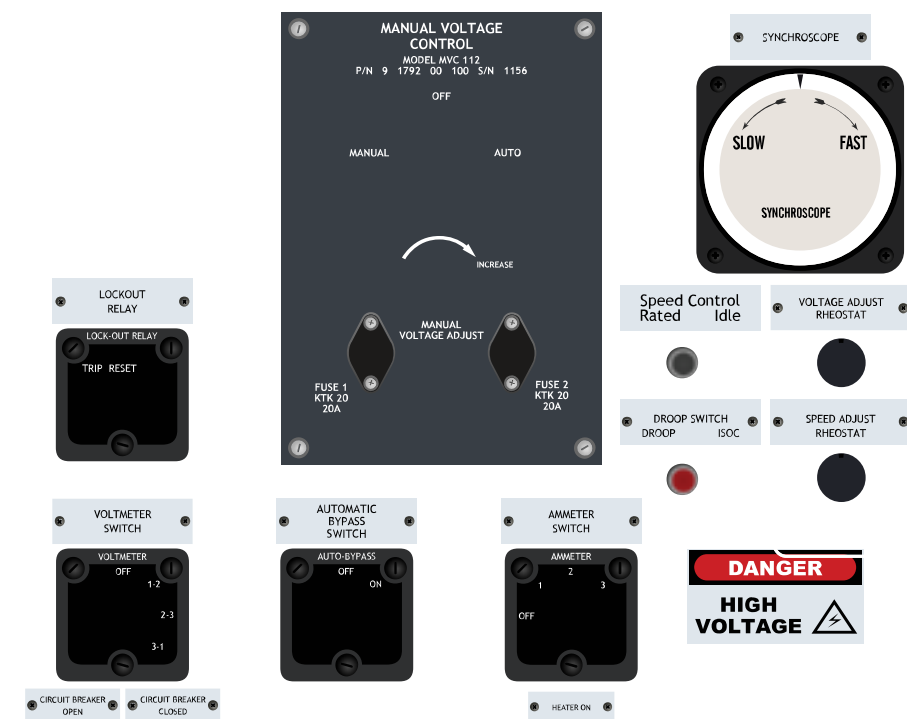 MANUAL VOLTAGE
CONTROL
MODEL MVC 112
P/N 9 1792 00 100 S/N 1156
OFF
MANUAL AUTO
INCREASE
MANUAL
VOLTAGE ADJUST
FUSE 1
KTK 20
20A
FUSE 2
KTK 20
20A
SYNCHROSCOPE
SLOW FAST
SYNCHROSCOPE
LOCKOUT
RELAY
LOCK-OUT RELAY
TRIP RESET
Speed Control
Rated Idle
VOLTAGE ADJUST
RHEOSTAT
DROOP SWITCH
DROOP ISOC
SPEED ADJUST
RHEOSTAT
VOLTMETER
SWITCH
VOLTMETER
OFF
1-2
2-3
3-1
AUTOMATIC
BYPASS
SWITCH
AUTO-BYPASS
OFF
ON
AMMETER
SWITCH
AMMETER
2
1 3
OFF
DANGER
HIGH
VOLTAGE
CIRCUIT BREAKER
OPEN
CIRCUIT BREAKER
CLOSED
HEATER ON